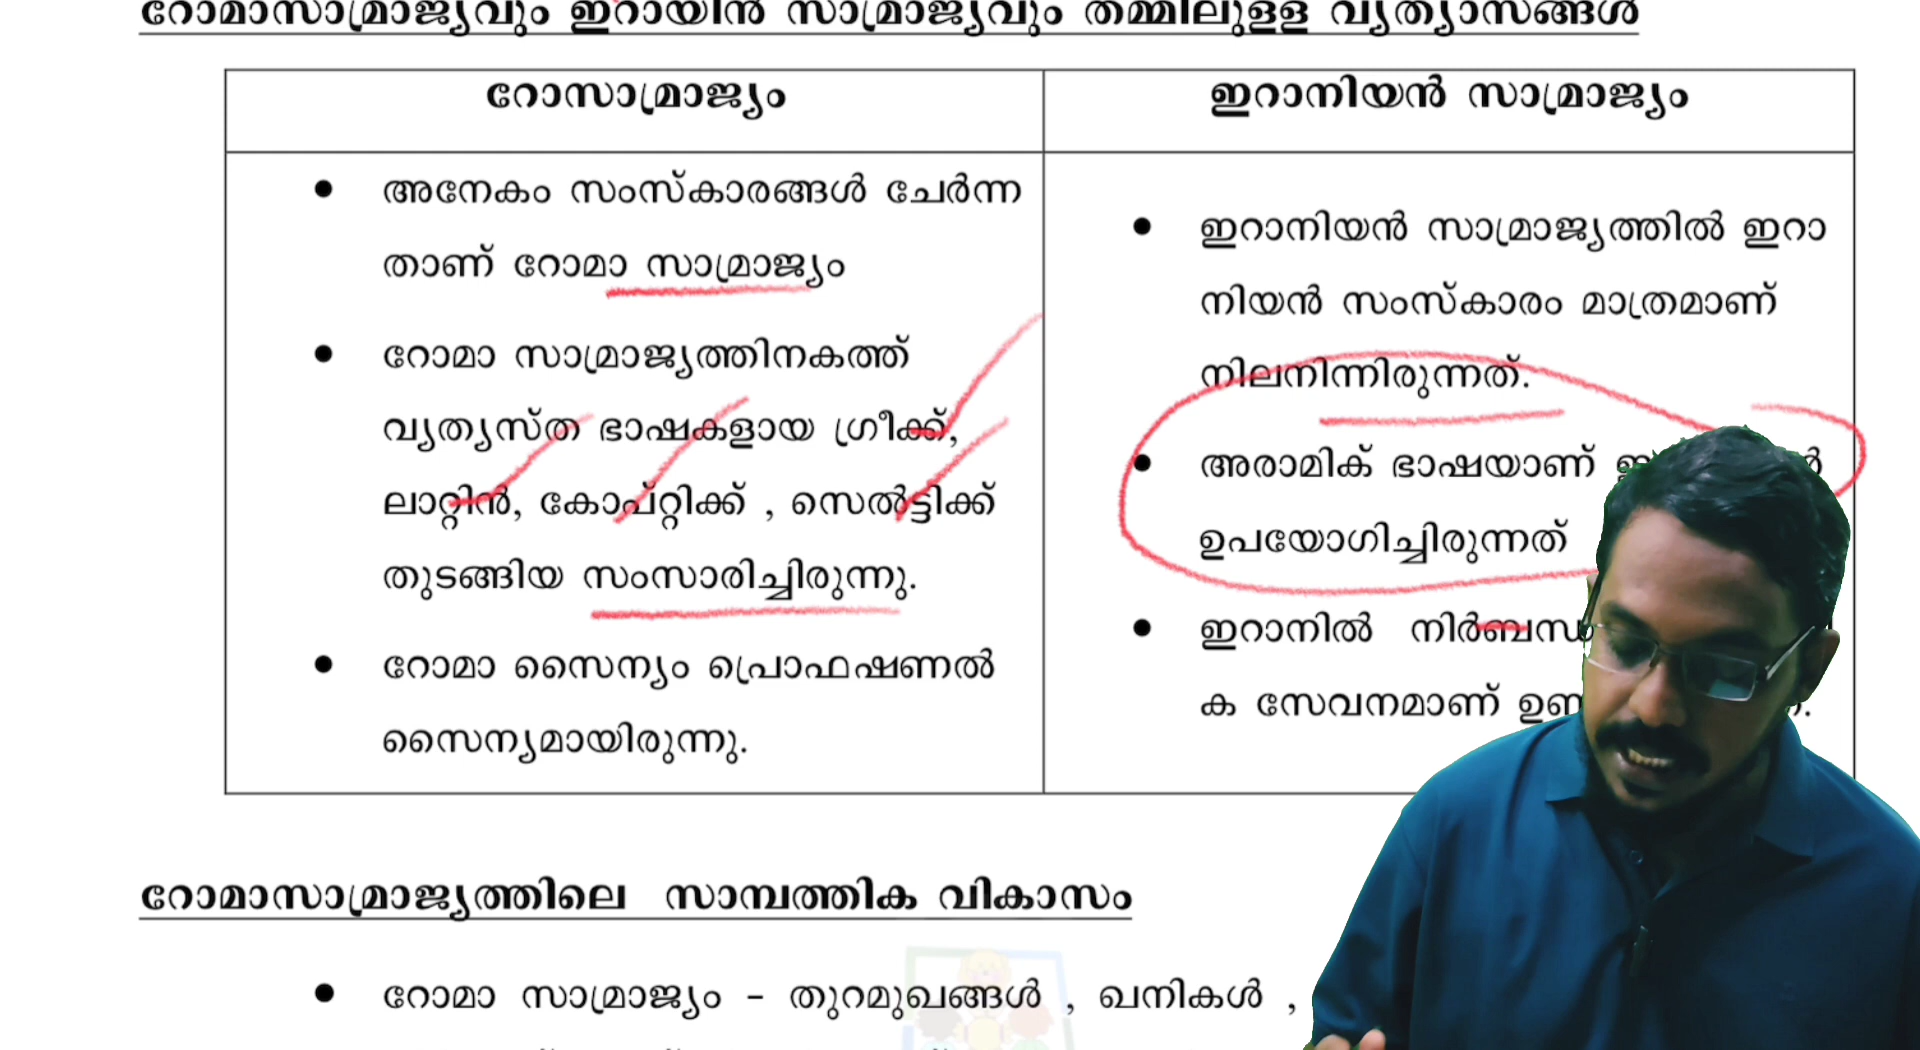 റോമാസാമ്രാജ്യവും ഇറായിൻ സാമ്രാജ്യവും തമ്മിലുളള വ്യത്യാസങ്ങൾ
റോസാമ്രാജ്യം
അനേകം സംസ്കാരങ്ങൾ ചേർന്ന
താണ് റോമാ സാമ്രാജ്യം
റോമാ സാമ്രാജ്യത്തിനകത്ത്
വ്യത്യസ്ത ഭാഷകളായ ഗ്രീക്ക്,
ലാറ്റിൻ, കോപ്റ്റിക്ക് , സെൽട്ടിക്ക്
തുടങ്ങിയ സംസാരിച്ചിരുന്നു.
റോമാ സൈന്യം പ്രൊഫഷണൽ
സൈന്യമായിരുന്നു.
ഇറാനിയൻ സാമ്രാജ്യം
ഇറാനിയൻ സാമ്രാജ്യത്തിൽ ഇറാ
നിയൻ സംസ്കാരം മാത്രമാണ്
നിലനിന്നിരുന്നത്.
അരാമിക് ഭാഷയാണ്
ഉപയോഗിച്ചിരുന്നത്
ഇറാനിൽ
ക സേവനമാണ്
റോമാസാമ്രാജ്യത്തിലെ സാമ്പത്തിക വികാസം
റോമാ സാമ്രാജ്യം - തുറമുഖങ്ങൾ , ഖനികൾ ,